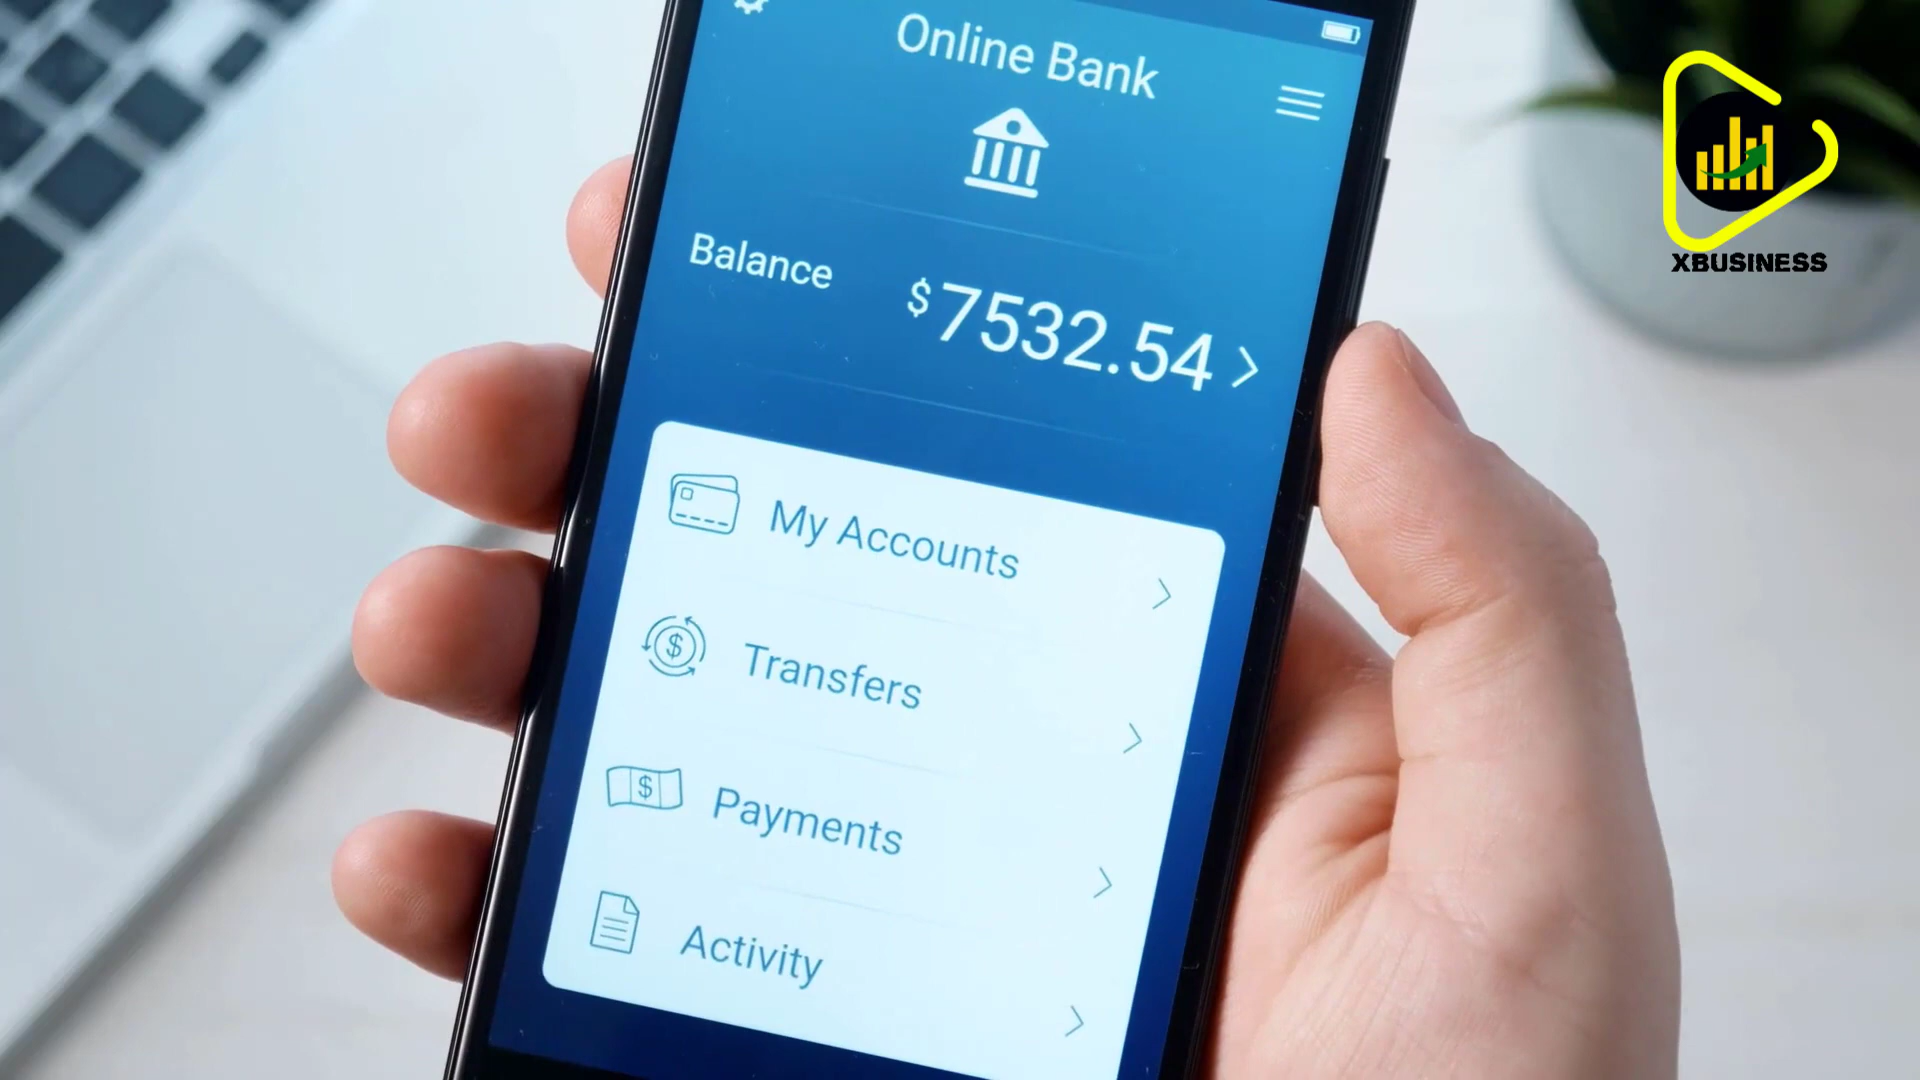 Online Bank
Balance
$7532.54
My Accounts
Transfers
$
Payments
$
Activity
XBUSINESS